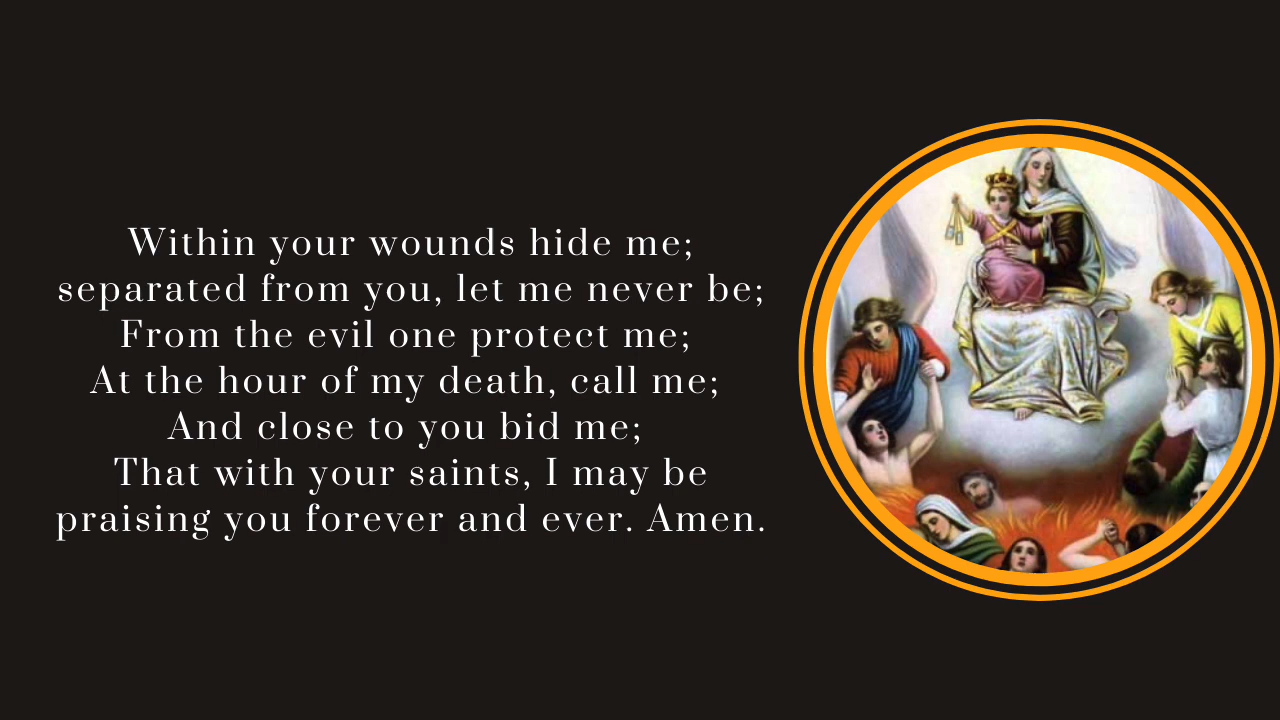 Within your wounds hide me;
separated from you, let me never be;
From the evil one protect me;
At the hour of my death, call me;
And close to you bid me;
That with your saints, I may be
praising you forever and ever. Amen.